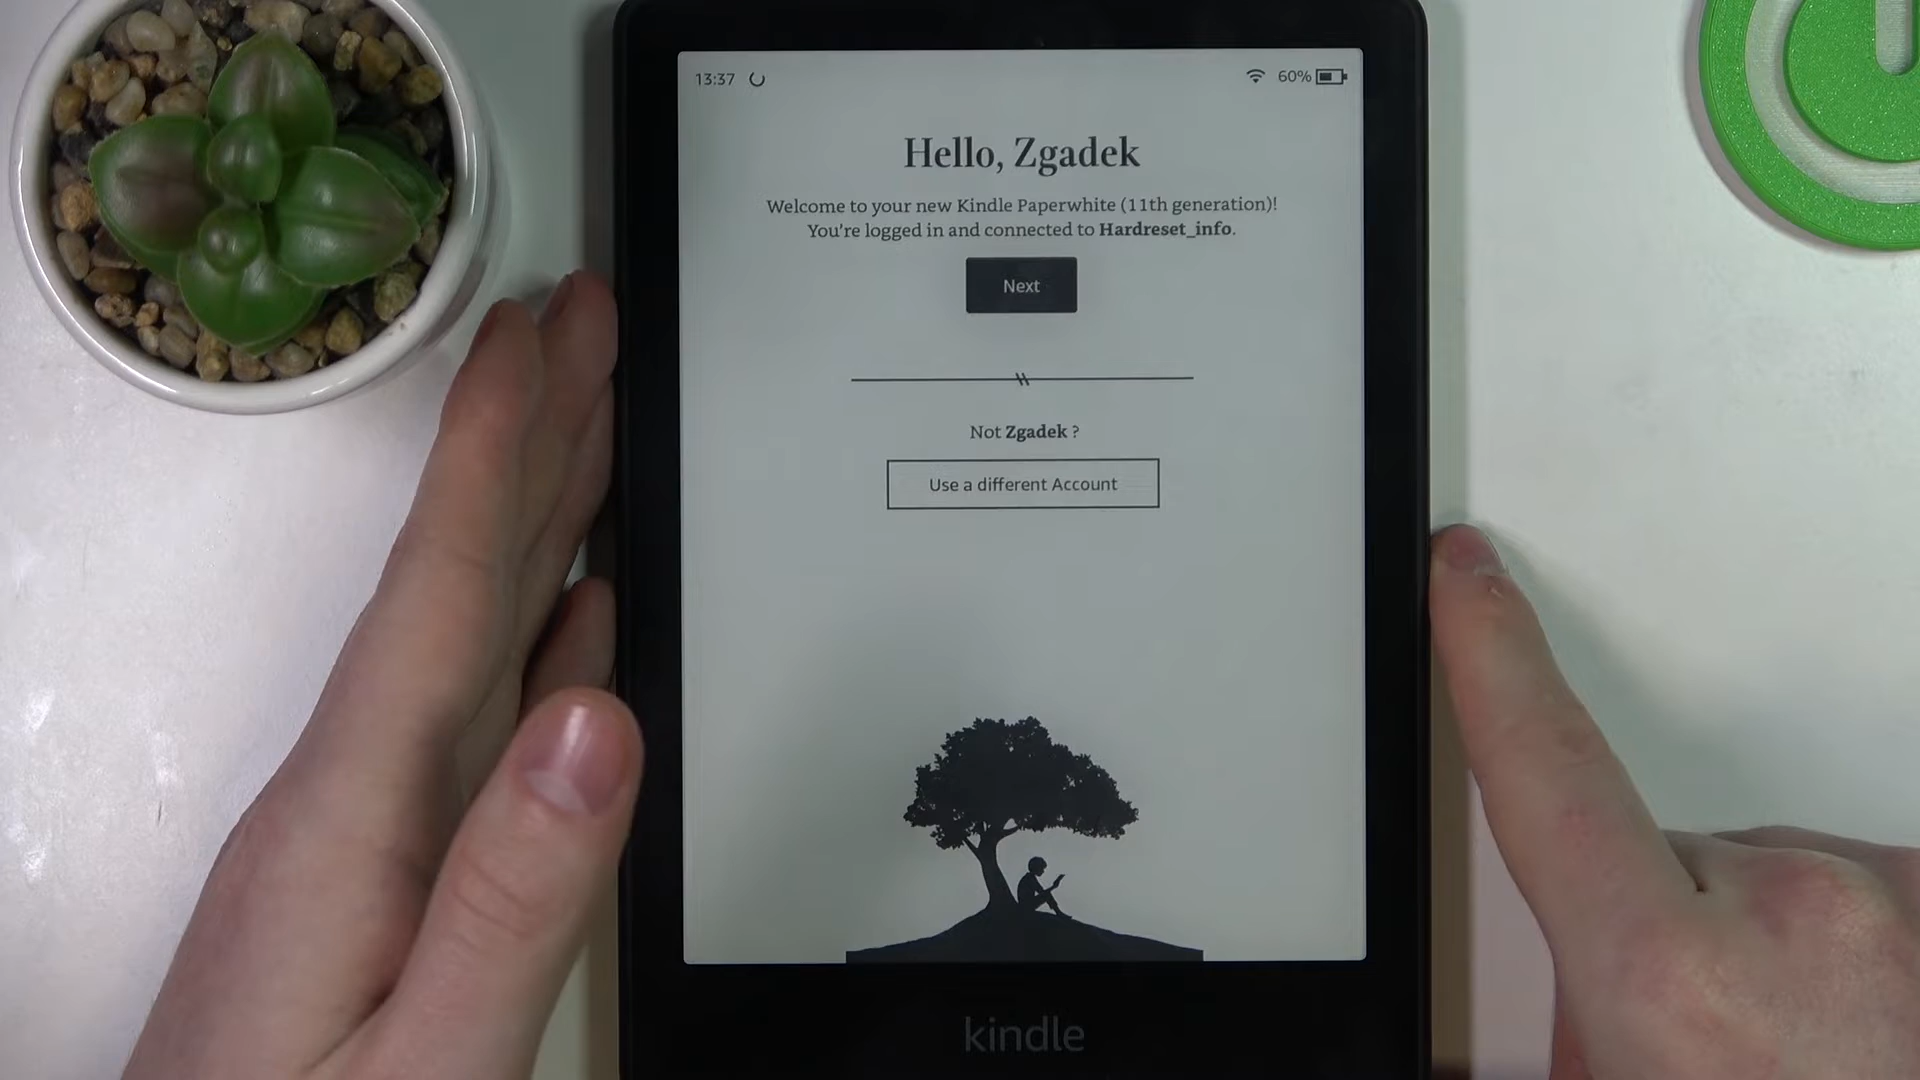 13:37
60%
Hello, Zgadek
Welcome to your new Kindle Paperwhite (11th generation)!
You're logged in and connected to Hardreset_info.
Next
Not Zgadek ?
Use a different Account
kindle